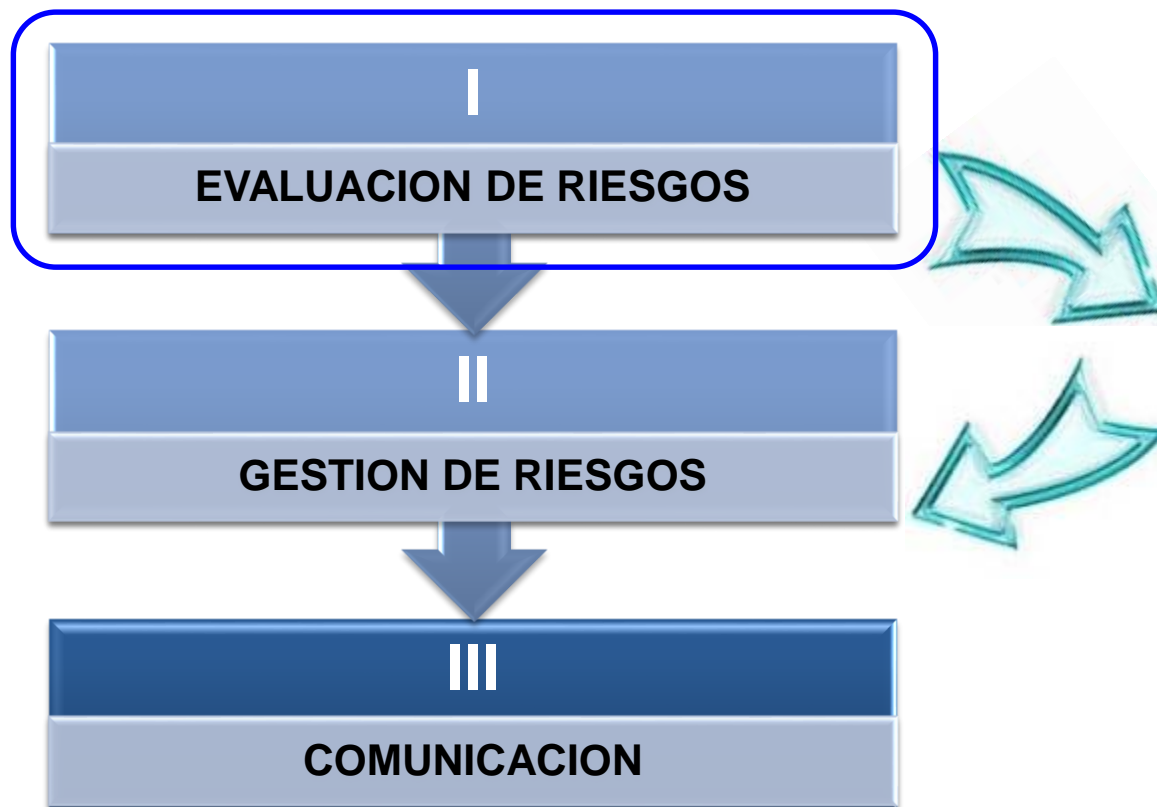 I
EVALUACION DE RIESGOS
II
GESTION DE RIESGOS
III
COMUNICACION